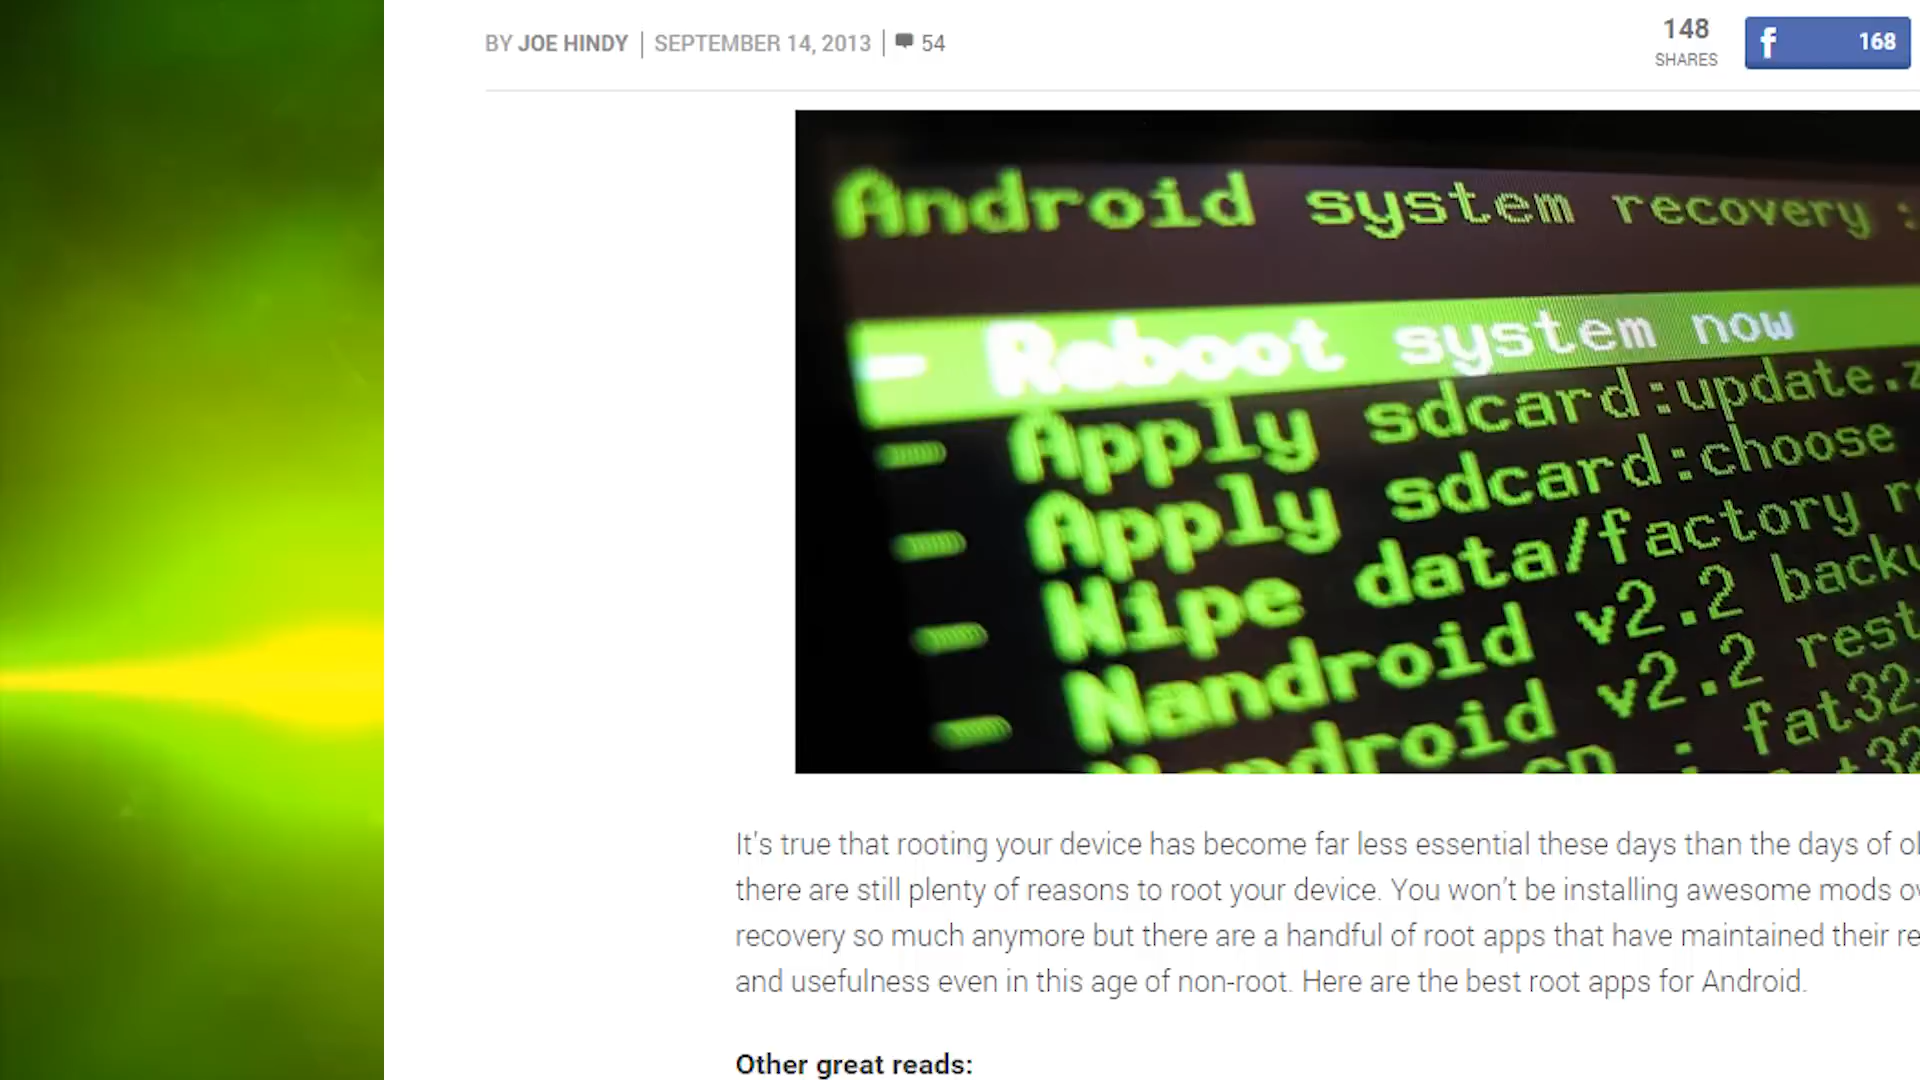 BY JOE HINDY | SEPTEMBER 14, 2013 | 54
148
SHARES
f 168
Android system recovery
- Reboot system now
- Apply sdcard:update.z
- Apply sdcard:choose
- Wipe data/factory
- Nandroid v2.2 backu
Nandroid v2.2 rest
: fat32
It's true that rooting your device has become far less essential these days than the days of
there are still plenty of reasons to root your device. You won't be installing awesome mods
recovery so much anymore but there are a handful of root apps that have maintained their
and usefulness even in this age of non-root. Here are the best root apps for Android.
Other great reads: